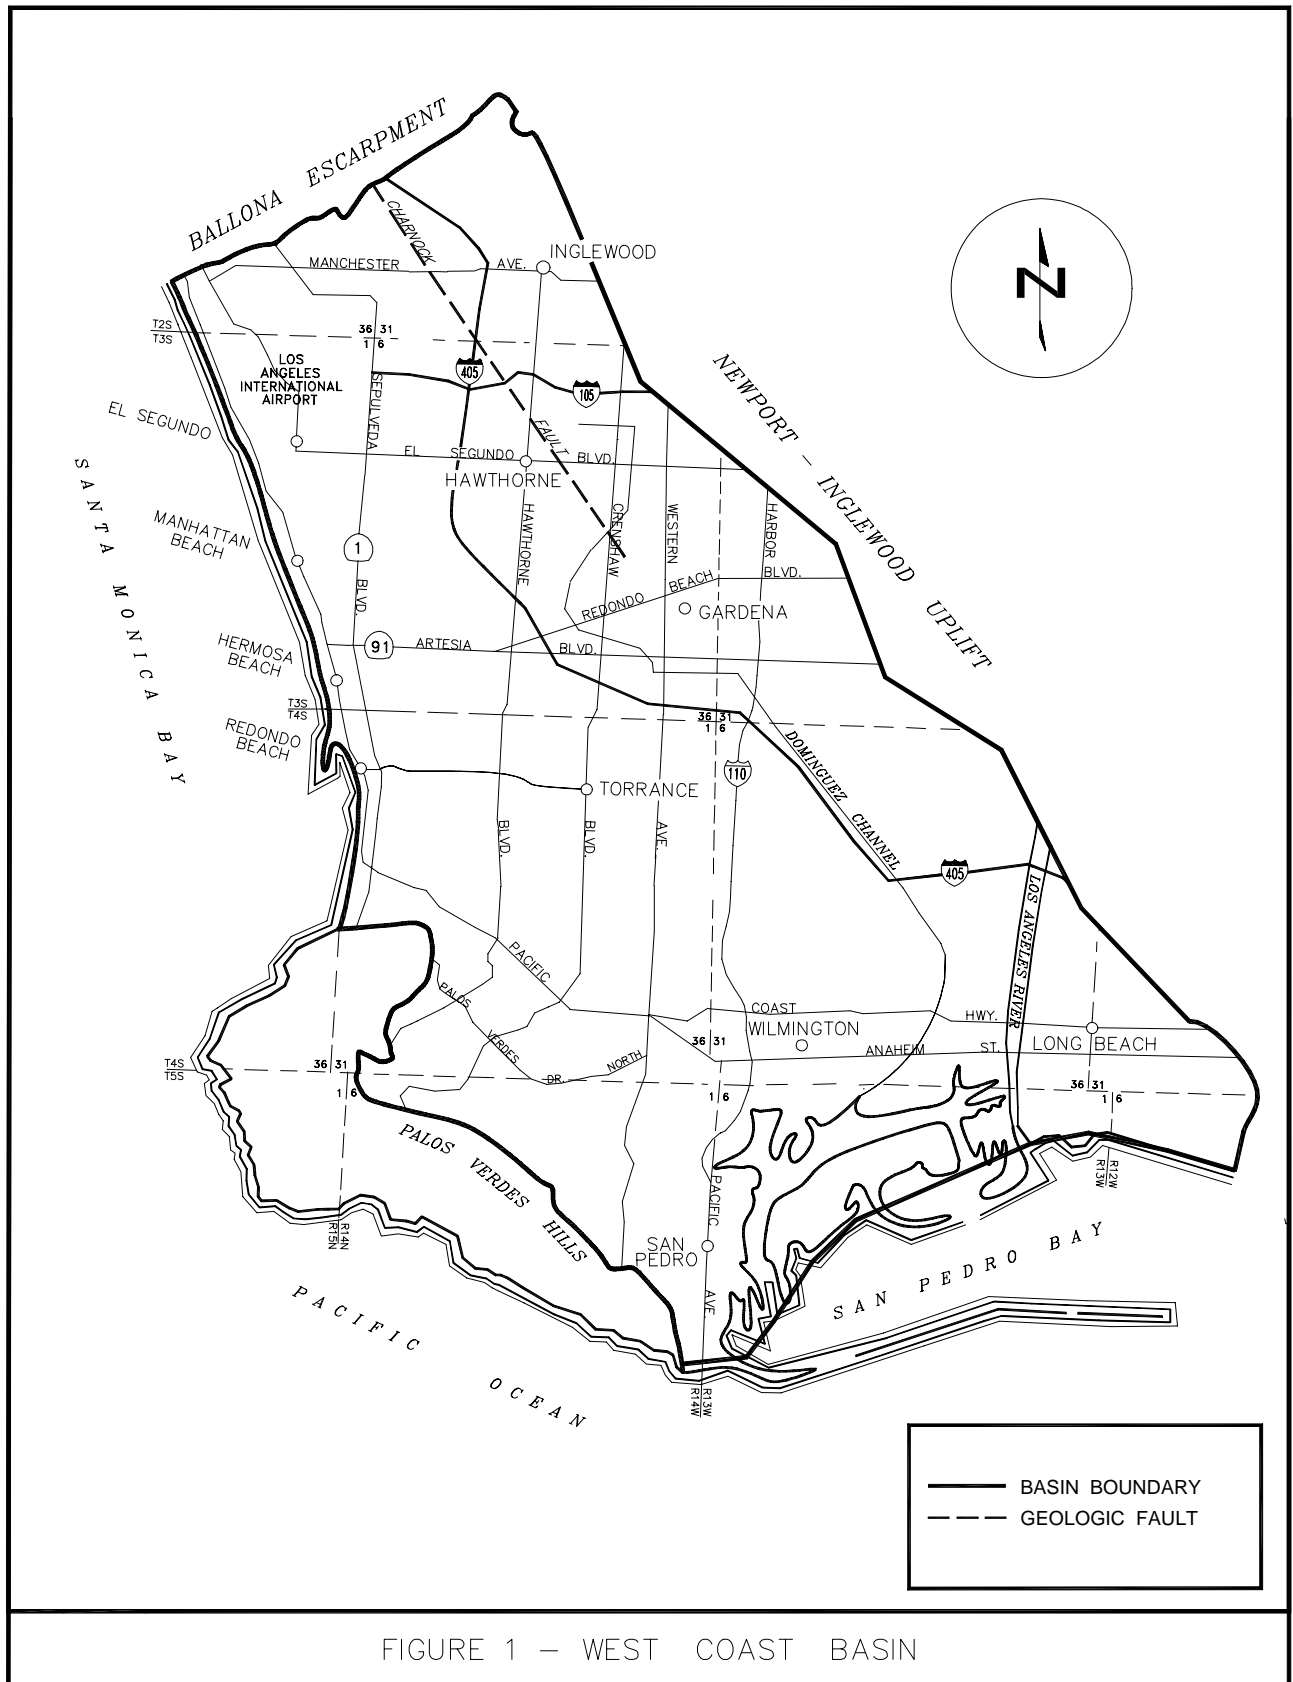 BALLONA ESCARPMENT
CHARNOCK
FAULT
INGLEWOOD
MANCHESTER AVE.
N
T2S
T3S
36 31
1 6
LOS
ANGELES
INTERNATIONAL
AIRPORT
405
105
SEPULVEDA
BLVD.
NEWPORT - INGLEWOOD UPLIFT
EL SEGUNDO
EL SEGUNDO BLVD.
HAWTHORNE
SANTA MONICA BAY
MANHATTAN
BEACH
HAWTHORNE
BLVD.
CRENSHAW
BLVD.
WESTERN
AVE.
HARBOR
1
REDONDO BEACH BLVD.
GARDENA
HERMOSA
BEACH
91
ARTESIA BLVD.
T3S
T4S
36 31
1 6
REDONDO
BEACH
DOMINGUEZ CHANNEL
110
TORRANCE
405
LOS ANGELES RIVER
PACIFIC COAST HWY.
PALOS VERDES DR. NORTH
WILMINGTON
ANAHEIM ST.
LONG BEACH
36 31
1 6
T4S
T5S
36 31
1 6
36 31
1 6
PALOS VERDES HILLS
R13W
R12W
PACIFIC
AVE.
R15N
R14N
SAN
PEDRO
SAN PEDRO BAY
PACIFIC OCEAN
R14W
R13W
BASIN BOUNDARY
GEOLOGIC FAULT
FIGURE 1 - WEST COAST BASIN